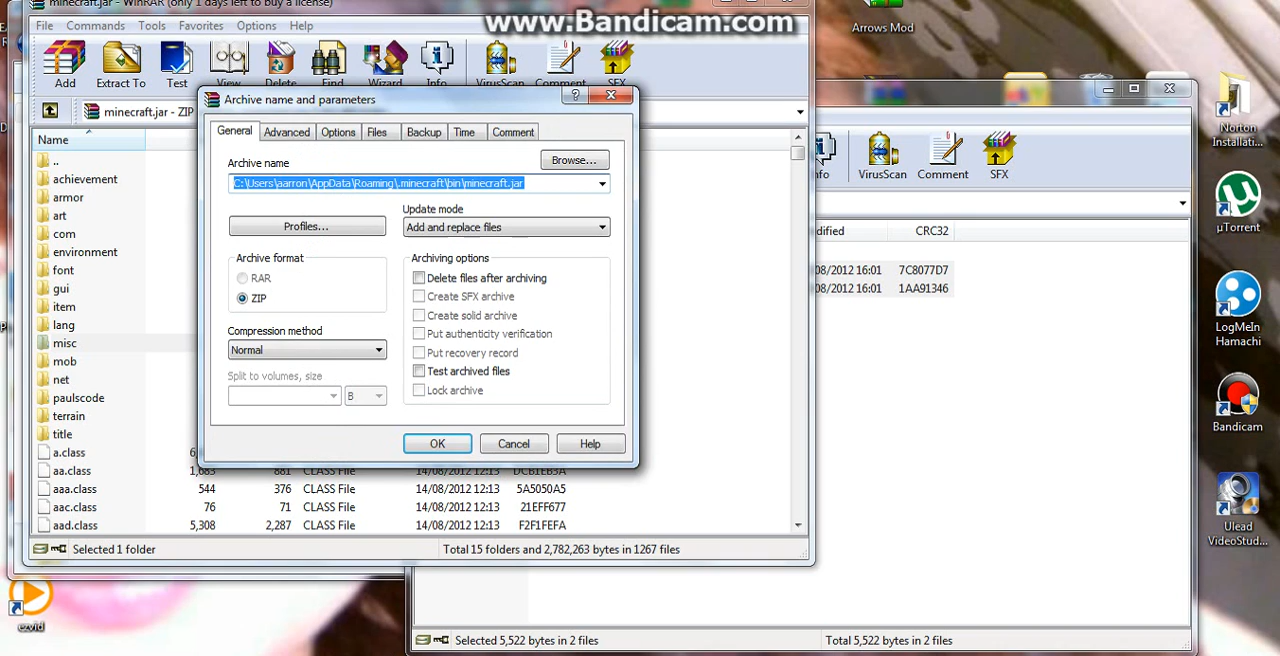 minecraft.jar - WinRAR (only 1 days left to buy a license)
www.Bandicam.com
Arrows Mod
File Commands Tools Favorites Options Help
Add Extract To Test View Delete Find Wizard Info VirusScan Comment SFX
minecraft.jar - ZIP
Name
..
achievement
armor
art
com
environment
font
gui
item
lang
misc
mob
net
paulscode
terrain
title
a.class
aa.class 1,685 881 CLASS File 14/08/2012 12:13 DCB1EB5A
aaa.class 544 376 CLASS File 14/08/2012 12:13 5A5050A5
aac.class 76 71 CLASS File 14/08/2012 12:13 21EFF677
aad.class 5,308 2,287 CLASS File 14/08/2012 12:13 F2F1FEFA
Selected 1 folder
Total 15 folders and 2,782,263 bytes in 1267 files
Archive name and parameters
General Advanced Options Files Backup Time Comment
Archive name
Browse...
C:\Users\aarron\AppData\Roaming\.minecraft\bin\minecraft.jar
Profiles...
Update mode
Add and replace files
Archive format
RAR
ZIP
Compression method
Normal
Split to volumes, size
B
Archiving options
Delete files after archiving
Create SFX archive
Create solid archive
Put authenticity verification
Put recovery record
Test archived files
Lock archive
OK Cancel Help
nfo VirusScan Comment SFX
dified CRC32
08/2012 16:01 7C8077D7
08/2012 16:01 1AA91346
Selected 5,522 bytes in 2 files
Total 5,522 bytes in 2 files
Norton
Installati...
µTorrent
LogMeIn
Hamachi
Bandicam
Ulead
VideoStud...
ezvid